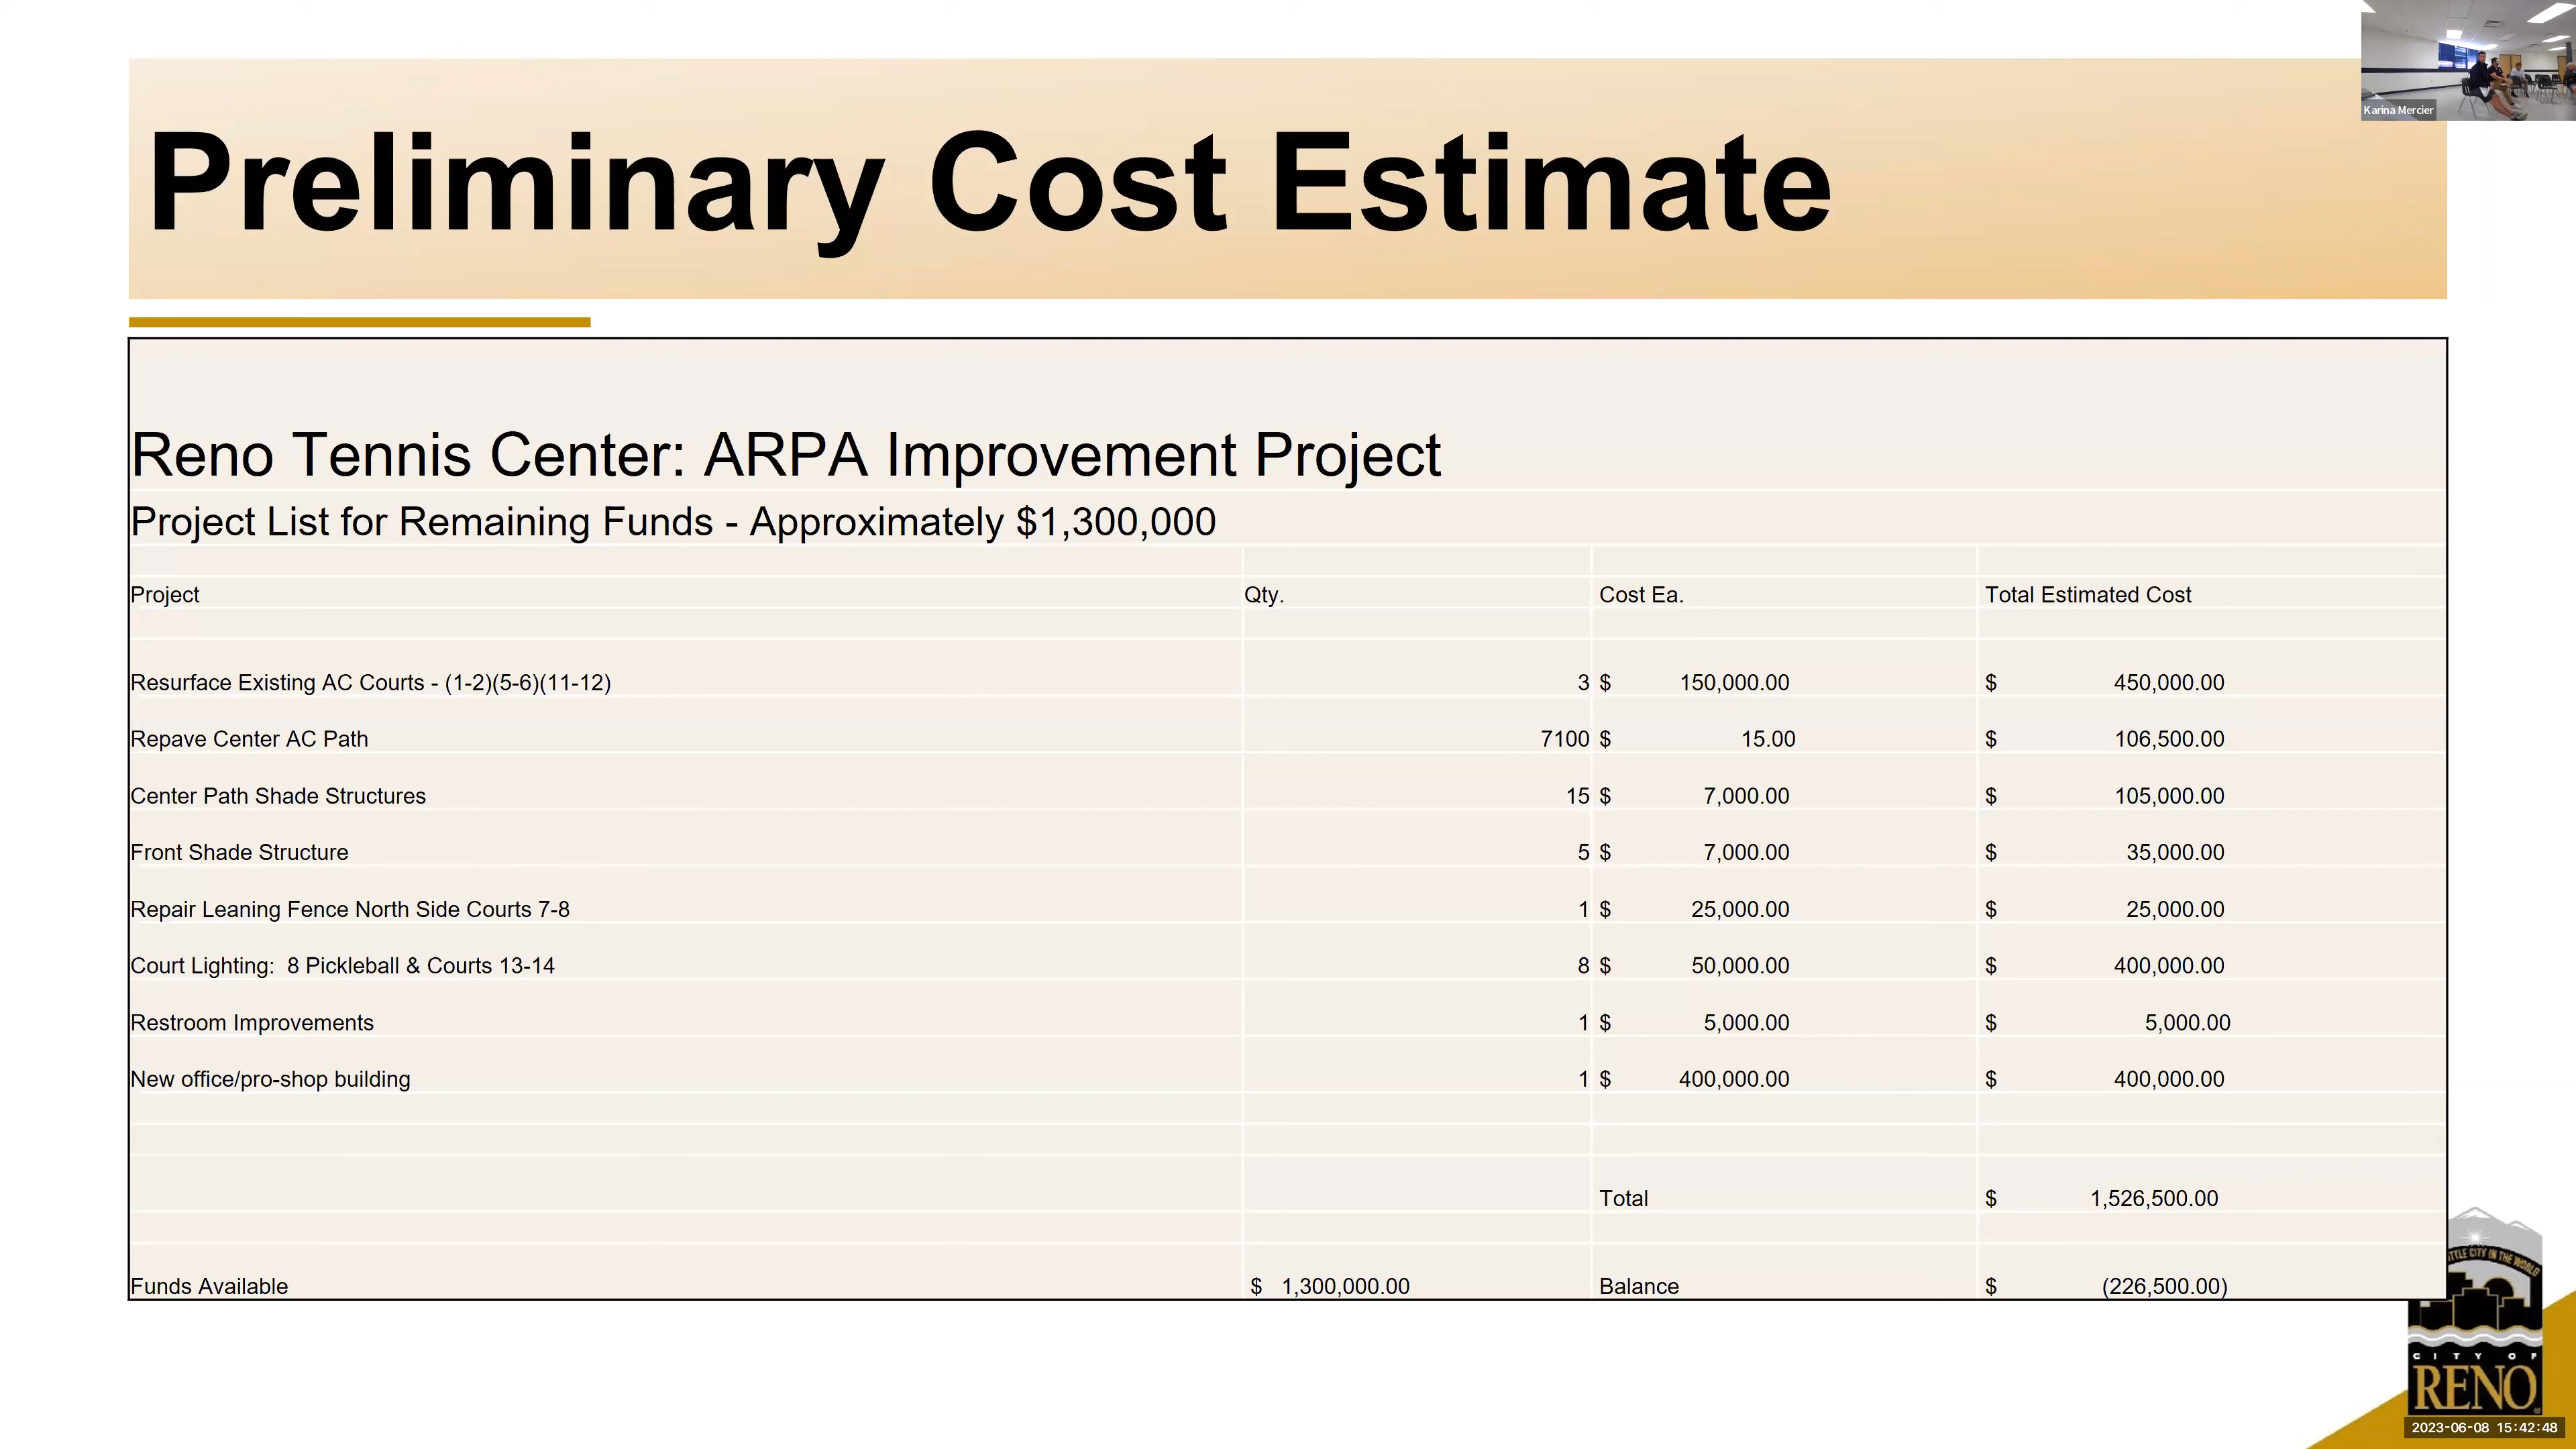 Karina Mercier
Preliminary Cost Estimate
Reno Tennis Center: ARPA Improvement Project
Project List for Remaining Funds - Approximately $1,300,000
Project Qty. Cost Ea. Total Estimated Cost
Resurface Existing AC Courts - (1-2)(5-6)(11-12) 3 $ 150,000.00 $ 450,000.00
Repave Center AC Path 7100 $ 15.00 $ 106,500.00
Center Path Shade Structures 15 $ 7,000.00 $ 105,000.00
Front Shade Structure 5 $ 7,000.00 $ 35,000.00
Repair Leaning Fence North Side Courts 7-8 1 $ 25,000.00 $ 25,000.00
Court Lighting: 8 Pickleball & Courts 13-14 8 $ 50,000.00 $ 400,000.00
Restroom Improvements 1 $ 5,000.00 $ 5,000.00
New office/pro-shop building 1 $ 400,000.00 $ 400,000.00
Total $ 1,526,500.00
Funds Available $ 1,300,000.00 Balance $ (226,500.00)
CITY IN THE WORLD
CITY OF
RENO
2023-06-08 15:42:48